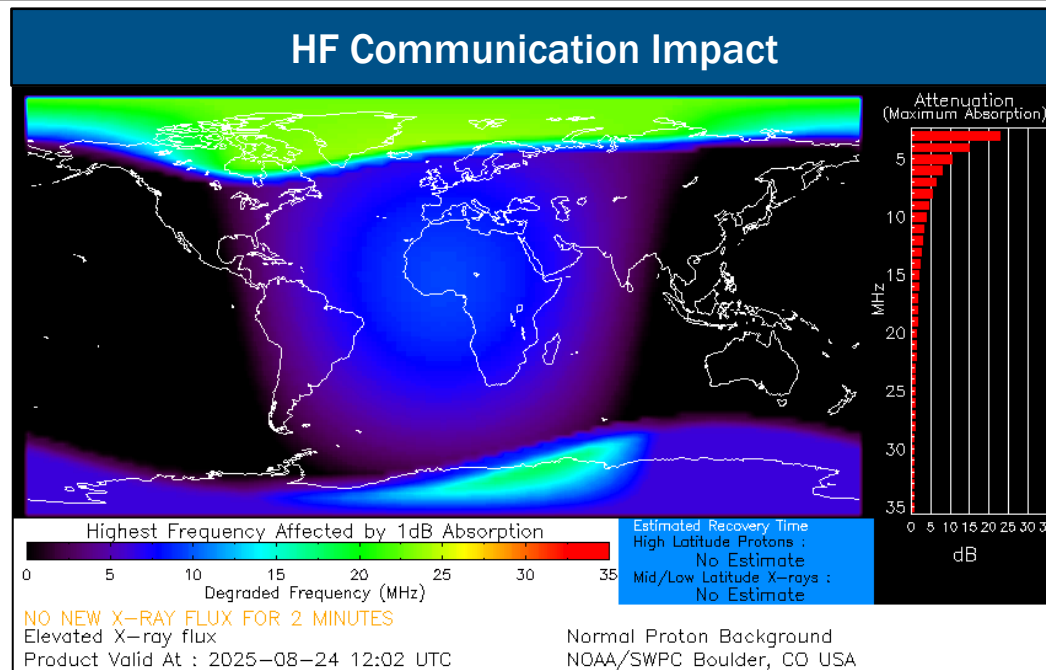 HF Communication Impact
Attenuation
(Maximum Absorption)
5
10
15
20
25
30
35
MHz
0 5 10 15 20 25 30 3
dB
Highest Frequency Affected by 1dB Absorption
0 5 10 15 20 25 30 35
Degraded Frequency (MHz)
Estimated Recovery Time
High Latitude Protons :
No Estimate
Mid/Low Latitude X-rays :
No Estimate
NO NEW X-RAY FLUX FOR 2 MINUTES
Elevated X-ray flux
Normal Proton Background
Product Valid At : 2025-08-24 12:02 UTC
NOAA/SWPC Boulder, CO USA